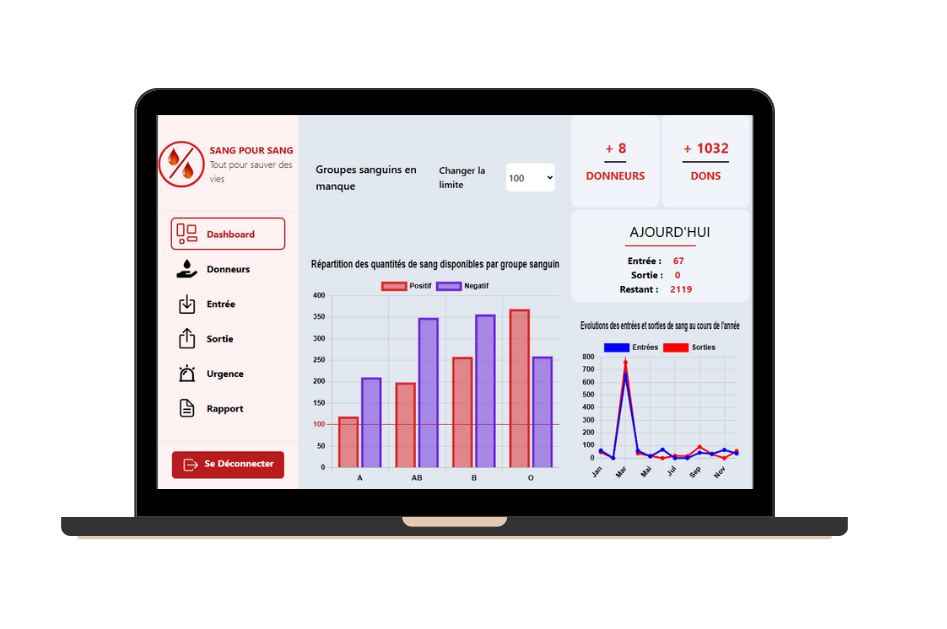 SANG POUR SANG
Tout pour sauver des
vies
Dashboard
Donneurs
Entrée
Sortie
Urgence
Rapport
Se Déconnecter
Groupes sanguins en
manque
Changer la
limite
100
+ 8
DONNEURS
+ 1032
DONS
AJOURD'HUI
Entrée : 67
Sortie : 0
Restant : 2119
Répartition des quantités de sang disponibles par groupe sanguin
Positif Negatif
400
350
300
250
200
150
100
50
0
A AB B O
Evolutions des entrées et sorties de sang au cours de l'année
Entrées Sorties
800
700
600
500
400
300
200
100
0
Jan Mar Mai Jul Sep Nov